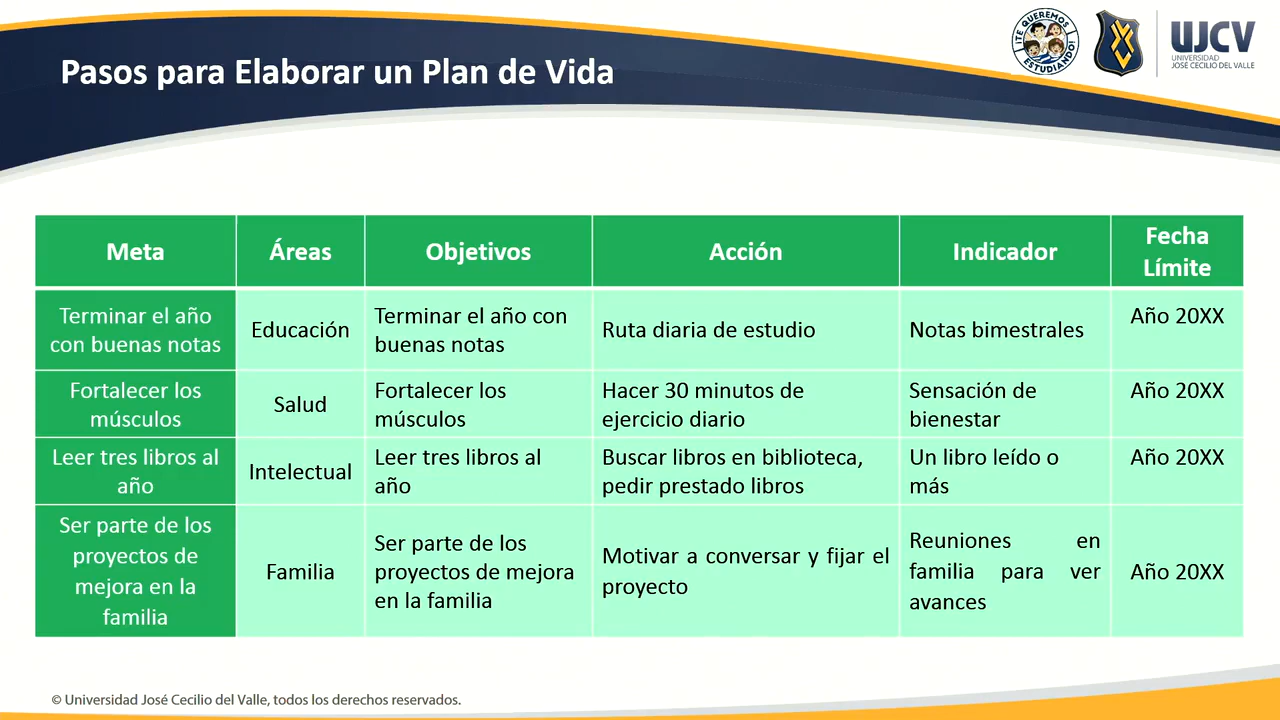 ¡TE QUEREMOS
ESTUDIANDO!
UJCV
UNIVERSIDAD
JOSÉ CECILIO DEL VALLE
Pasos para Elaborar un Plan de Vida
Meta
Áreas
Objetivos
Acción
Indicador
Fecha
Límite
Terminar el año
con buenas notas
Educación
Terminar el año con
buenas notas
Ruta diaria de estudio
Notas bimestrales
Año 20XX
Fortalecer los
músculos
Salud
Fortalecer los
músculos
Hacer 30 minutos de
ejercicio diario
Sensación de
bienestar
Año 20XX
Leer tres libros al
año
Intelectual
Leer tres libros al
año
Buscar libros en biblioteca,
pedir prestado libros
Un libro leído o
más
Año 20XX
Ser parte de los
proyectos de
mejora en la
familia
Familia
Ser parte de los
proyectos de mejora
en la familia
Motivar a conversar y fijar el
proyecto
Reuniones en
familia para ver
avances
Año 20XX
© Universidad José Cecilio del Valle, todos los derechos reservados.